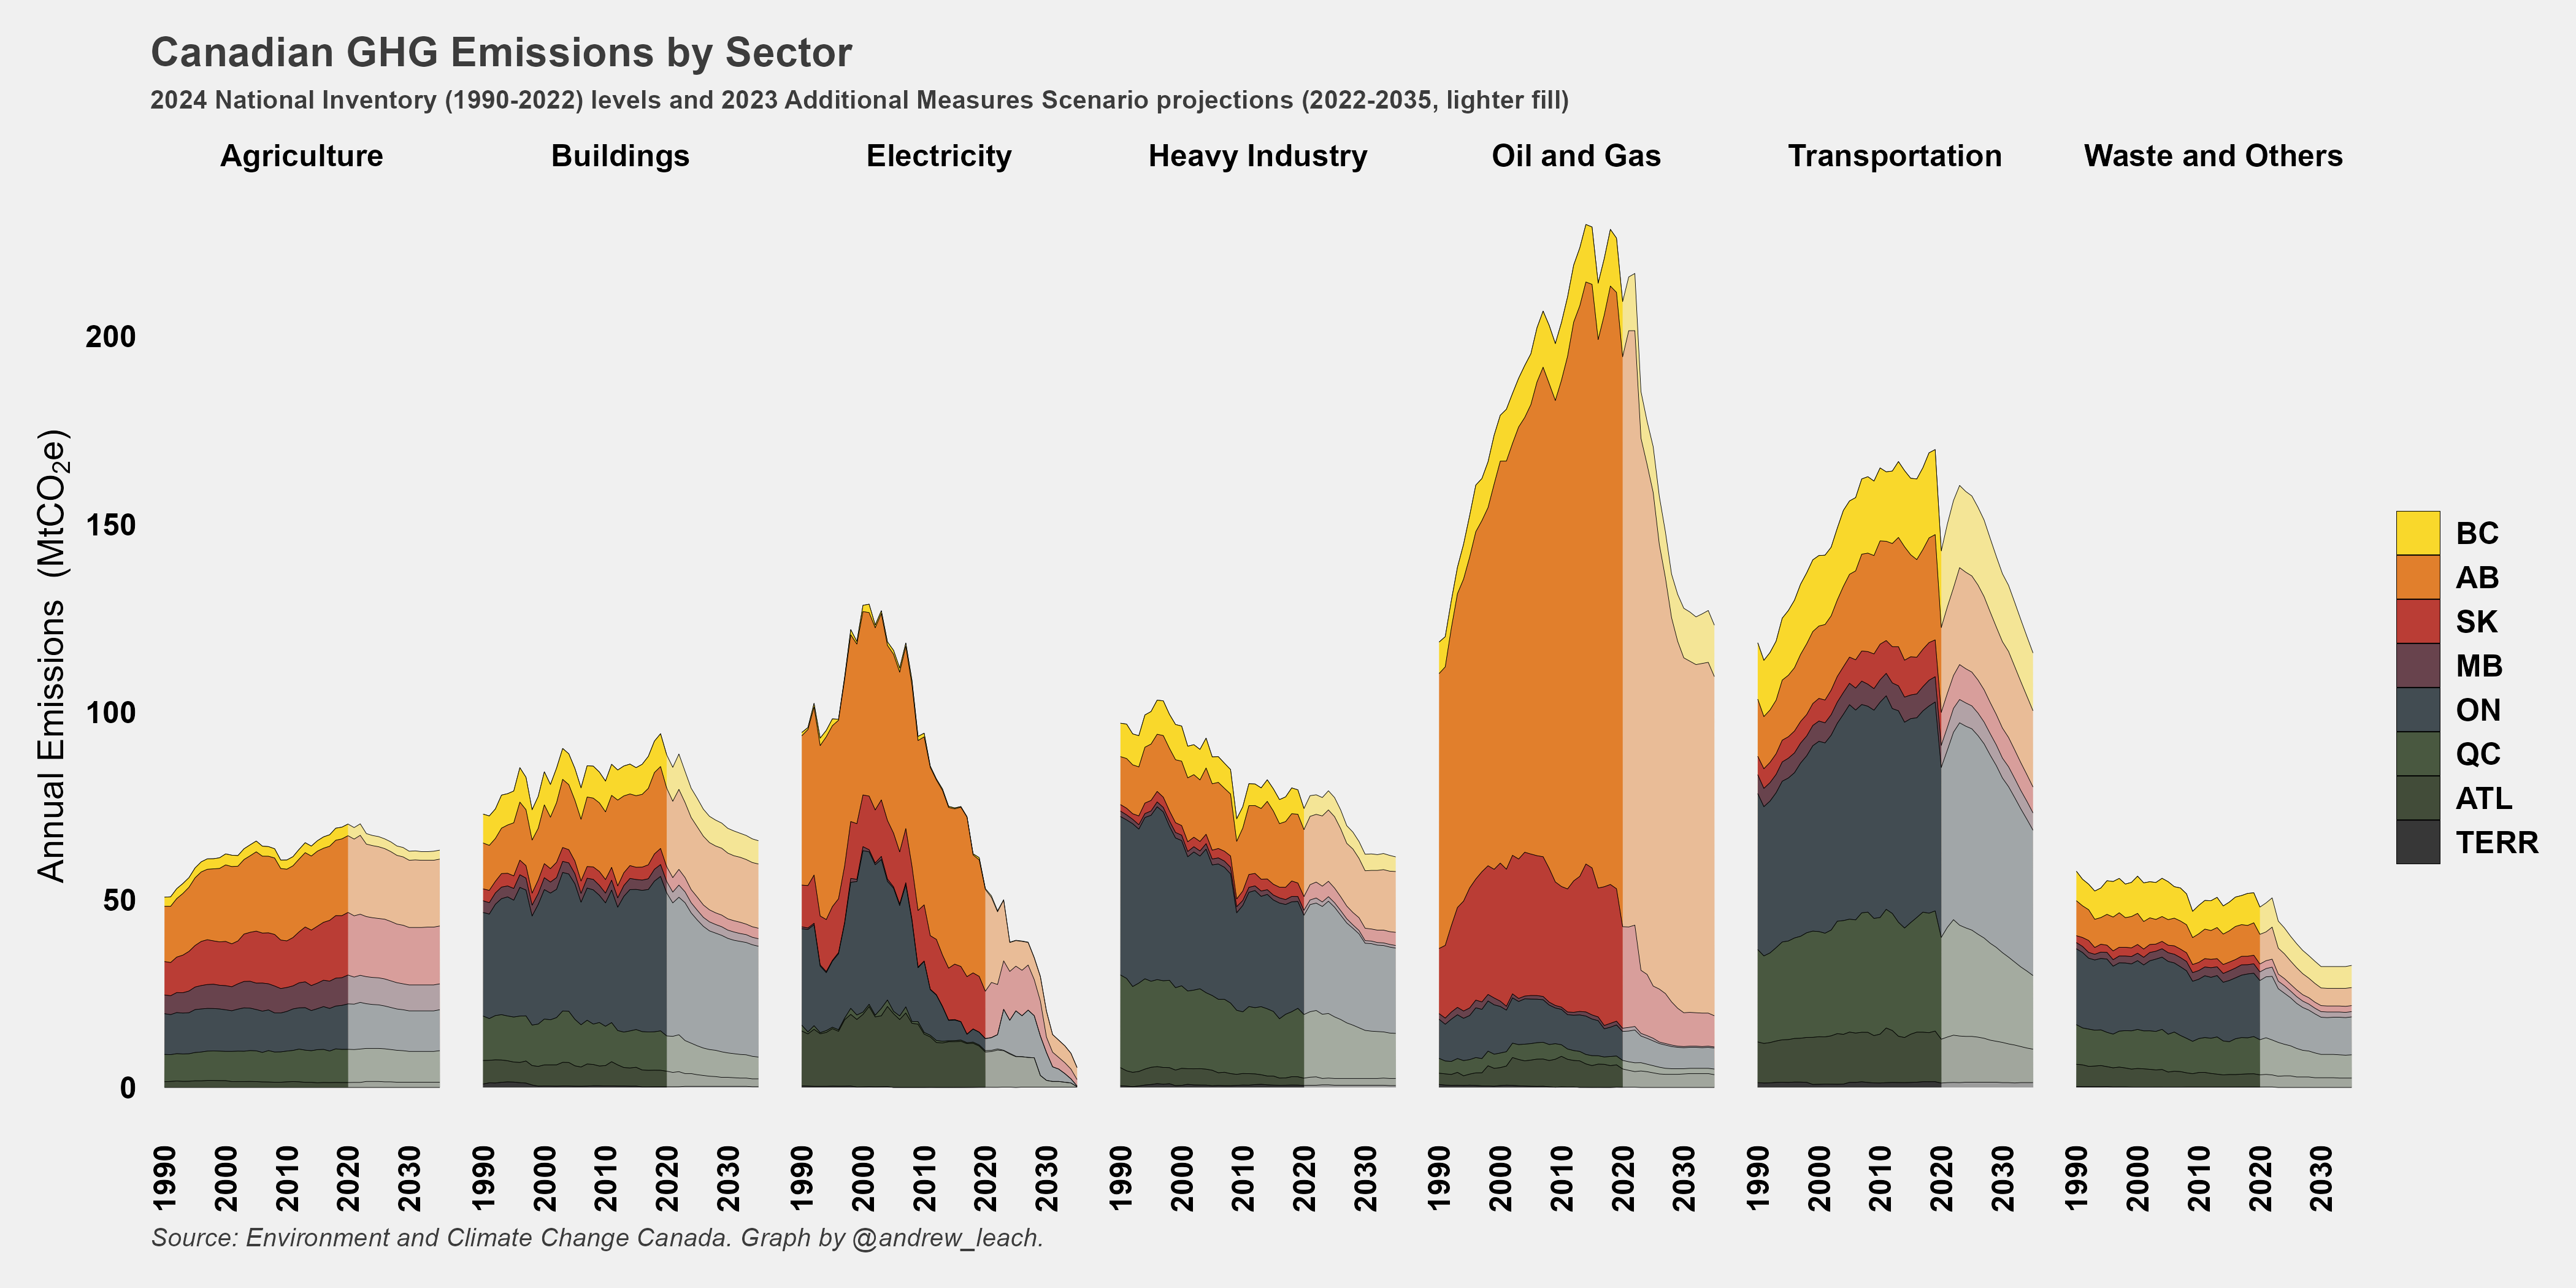 Canadian GHG Emissions by Sector
2024 National Inventory (1990-2022) levels and 2023 Additional Measures Scenario projections (2022-2035, lighter fill)
Agriculture Buildings Electricity Heavy Industry Oil and Gas Transportation Waste and Others
Annual Emissions (MtCO₂e)
200
150
100
50
0
BC
AB
SK
MB
ON
QC
ATL
TERR
1990 2000 2010 2020 2030 1990 2000 2010 2020 2030 1990 2000 2010 2020 2030 1990 2000 2010 2020 2030 1990 2000 2010 2020 2030 1990 2000 2010 2020 2030 1990 2000 2010 2020 2030
Source: Environment and Climate Change Canada. Graph by @andrew_leach.